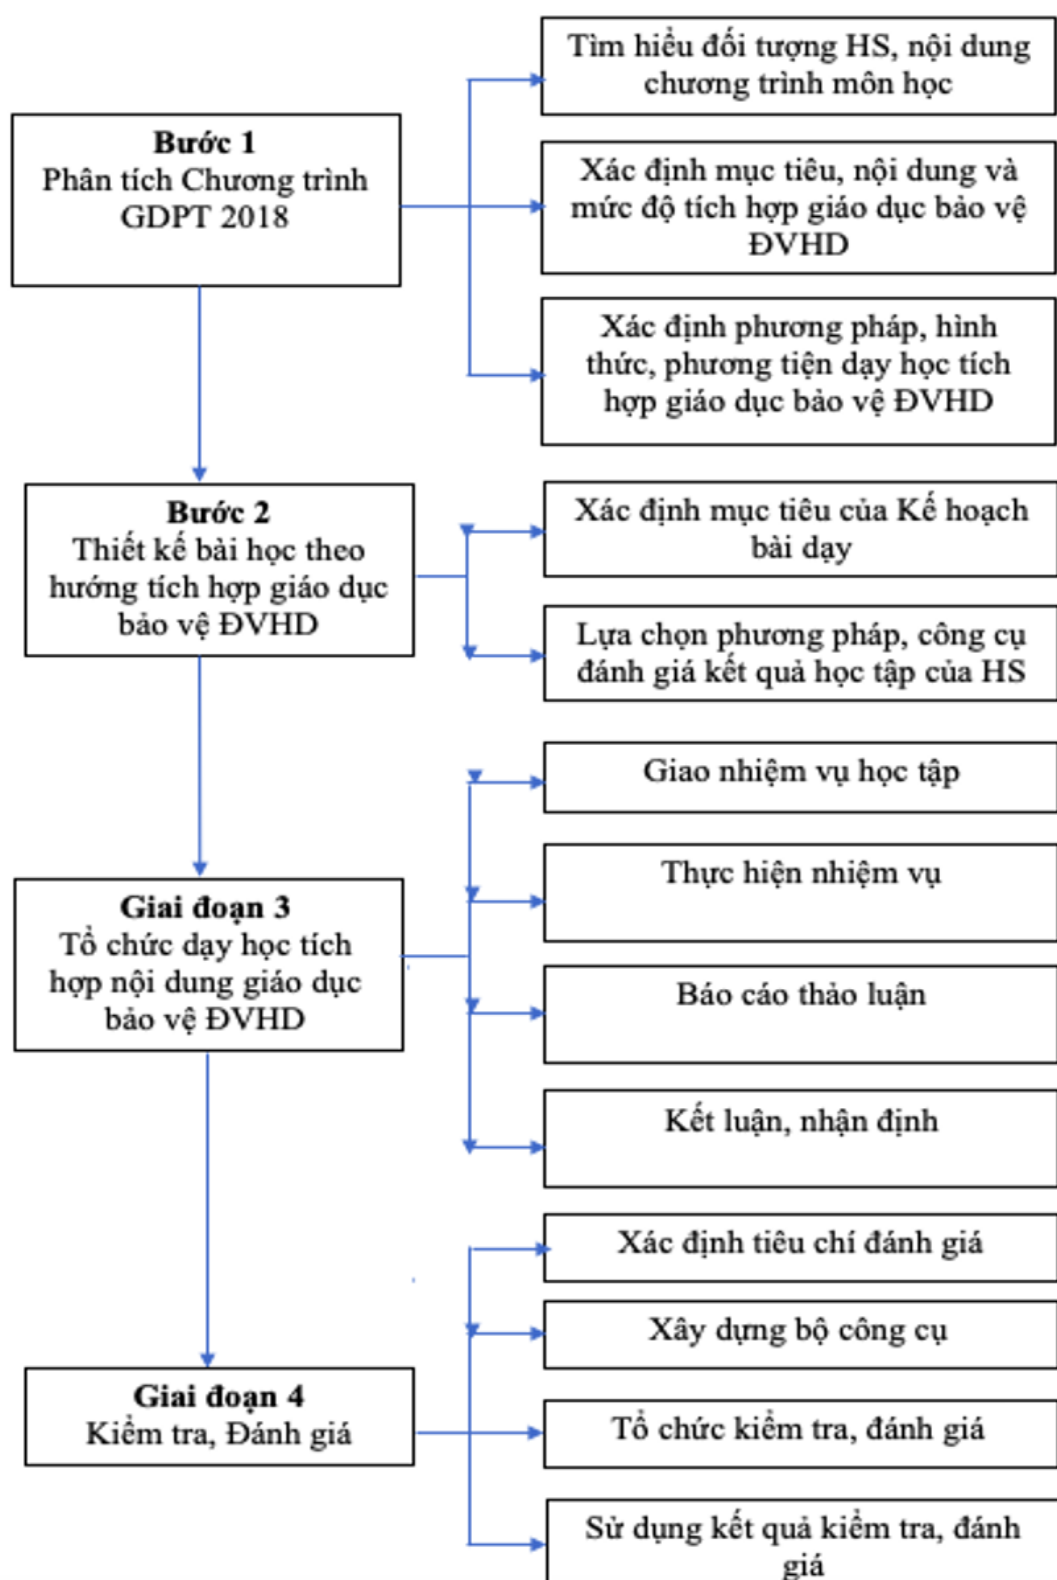 Tìm hiểu đối tượng HS, nội dung
chương trình môn học
Bước 1
Phân tích Chương trình
GDPT 2018
Xác định mục tiêu, nội dung và
mức độ tích hợp giáo dục bảo vệ
ĐVHD
Xác định phương pháp, hình
thức, phương tiện dạy học tích
hợp giáo dục bảo vệ ĐVHD
Bước 2
Thiết kế bài học theo
hướng tích hợp giáo dục
bảo vệ ĐVHD
Xác định mục tiêu của Kế hoạch
bài dạy
Lựa chọn phương pháp, công cụ
đánh giá kết quả học tập của HS
Giai đoạn 3
Tổ chức dạy học tích
hợp nội dung giáo dục
bảo vệ ĐVHD
Giao nhiệm vụ học tập
Thực hiện nhiệm vụ
Báo cáo thảo luận
Kết luận, nhận định
Giai đoạn 4
Kiểm tra, Đánh giá
Xác định tiêu chí đánh giá
Xây dựng bộ công cụ
Tổ chức kiểm tra, đánh giá
Sử dụng kết quả kiểm tra, đánh
giá